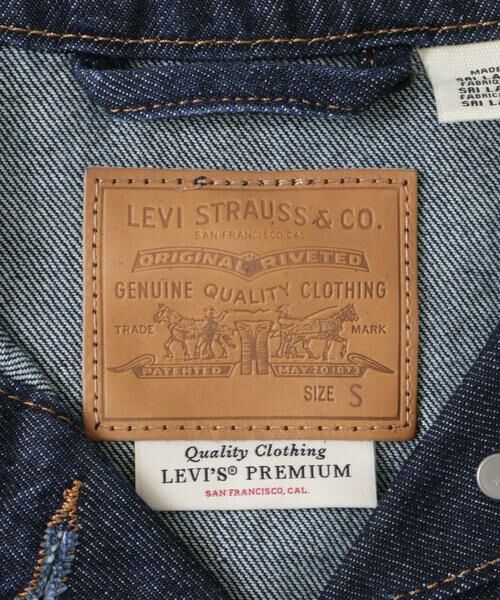 MADE
SRI LA
FABRIQ
SRI LA
FABRICA
SRI LA
LEVI STRAUSS & CO.
SAN FRANCISCO, CAL.
ORIGINAL RIVETED
GENUINE QUALITY CLOTHING
TRADE MARK
PATENTED MAY 20 1873
SIZE S
Quality Clothing
LEVI'S® PREMIUM
SAN FRANCISCO, CAL.